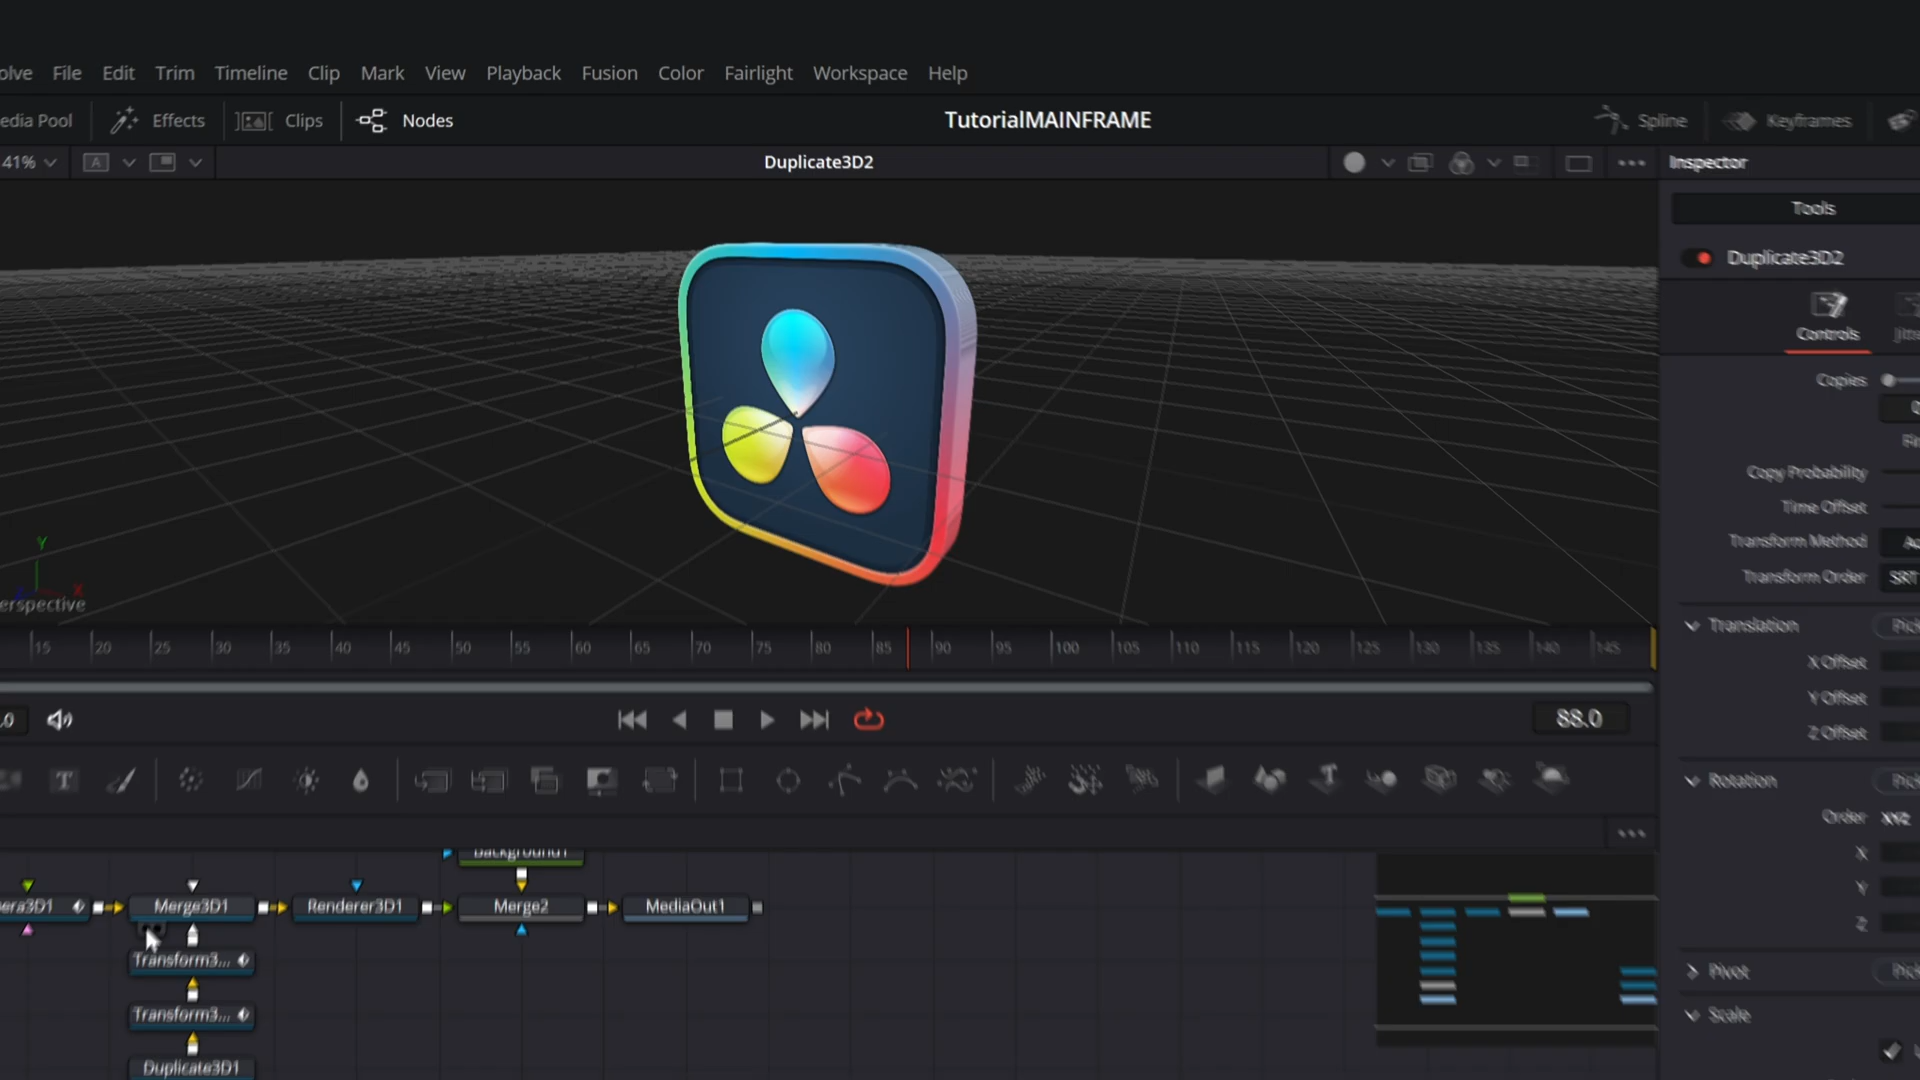 olve File Edit Trim Timeline Clip Mark View Playback Fusion Color Fairlight Workspace Help
edia Pool Effects Clips Nodes TutorialMAINFRAME Spline Keyframes
41% A Duplicate3D2 Inspector
Tools
Duplicate3D2
Controls
Copies
Copy Probability
Time Offset
Transform Method
Transform Order SRT
Y
X
erspective
Translation
15 20 25 30 35 40 45 50 55 60 65 70 75 80 85 90 95 100 105 110 115 120 125 130 135 140 145
X Offset
Y Offset
Z Offset
.0 88.0
T
Rotation
Order XYZ
X
Y
Z
Background1
era3D1 Merge3D1 Renderer3D1 Merge2 MediaOut1
Transform3...
Transform3...
Duplicate3D1
Pivot
Scale